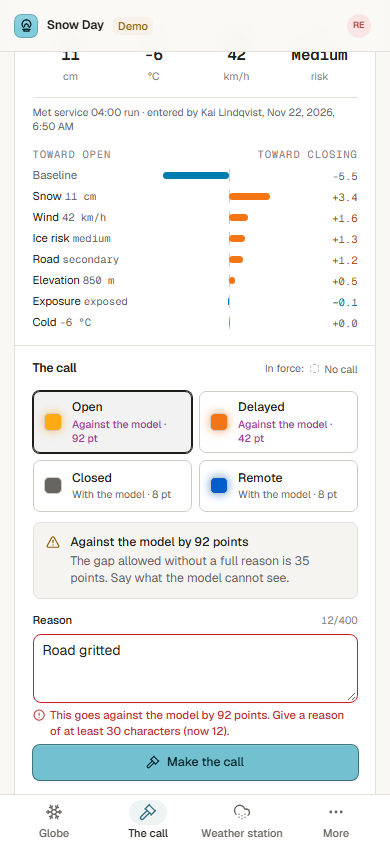 Snow Day Demo RE
11 -6 42 Medium
cm °C km/h risk
Met service 04:00 run · entered by Kai Lindqvist, Nov 22, 2026,
6:50 AM
TOWARD OPEN TOWARD CLOSING
Baseline -5.5
Snow 11 cm +3.4
Wind 42 km/h +1.6
Ice risk medium +1.3
Road secondary +1.2
Elevation 850 m +0.5
Exposure exposed -0.1
Cold -6 °C +0.0
The call In force: No call
Open
Against the model ·
92 pt
Delayed
Against the model ·
42 pt
Closed
With the model · 8 pt
Remote
With the model · 8 pt
Against the model by 92 points
The gap allowed without a full reason is 35
points. Say what the model cannot see.
Reason 12/400
Road gritted
This goes against the model by 92 points. Give a reason
of at least 30 characters (now 12).
Make the call
Globe The call Weather station More